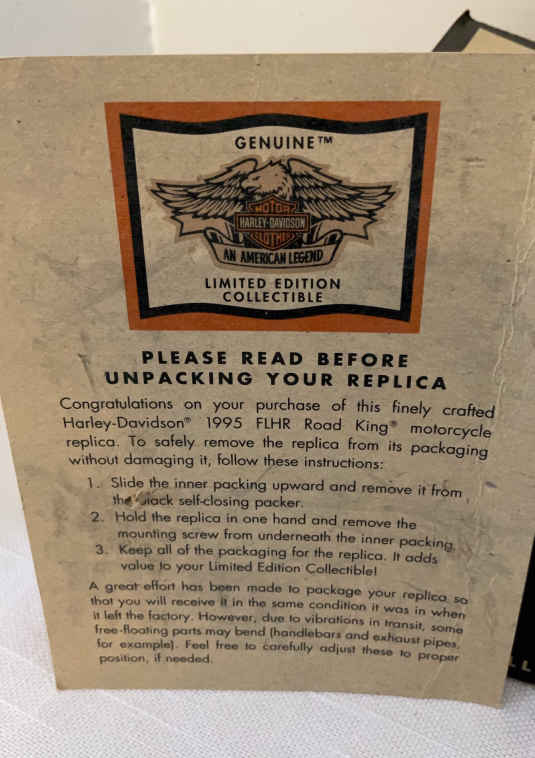 GENUINE™
MOTOR
HARLEY-DAVIDSON
CLOTHES
AN AMERICAN LEGEND
LIMITED EDITION
COLLECTIBLE
PLEASE READ BEFORE
UNPACKING YOUR REPLICA
Congratulations on your purchase of this finely crafted
Harley-Davidson® 1995 FLHR Road King® motorcycle
replica. To safely remove the replica from its packaging
without damaging it, follow these instructions:
1. Slide the inner packing upward and remove it from
the black self-closing packer.
2. Hold the replica in one hand and remove the
mounting screw from underneath the inner packing.
3. Keep all of the packaging for the replica. It adds
value to your Limited Edition Collectible!
A great effort has been made to package your replica so
that you will receive it in the same condition it was in when
it left the factory. However, due to vibrations in transit, some
free-floating parts may bend (handlebars and exhaust pipes,
for example). Feel free to carefully adjust these to proper
position, if needed.